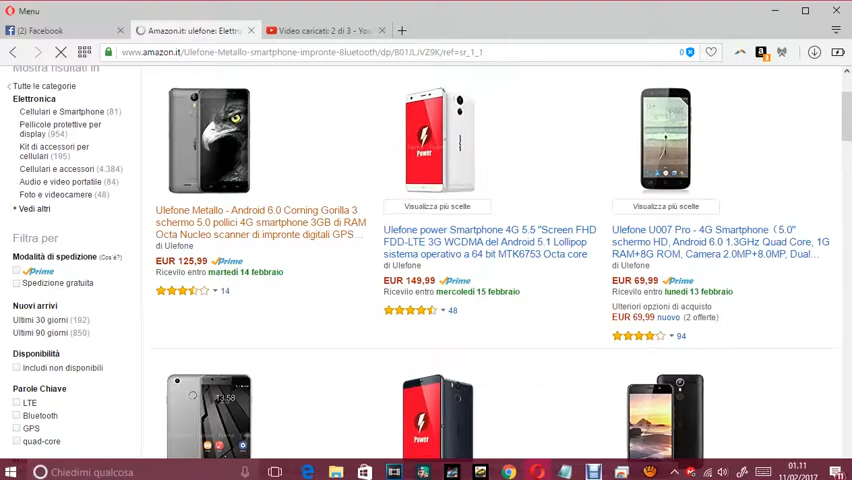 Menu
Facebook
Amazon.it: ulefone: Elettro
Video caricati: 2 di 3 - You
www.amazon.it/Ulefone-Metallo-smartphone-impronte-Bluetooth/dp/B01JLJVZ9K/ref=sr_1_1
0
3
Mostra risultati in
Tutte le categorie
Elettronica
Cellulari e Smartphone (81)
Pellicole protettive per
display (954)
Kit di accessori per
cellulari (195)
Cellulari e accessori (4.384)
Audio e video portatile (84)
Foto e videocamere (48)
Vedi altri
Filtra per
Modalità di spedizione (Cos'è?)
Prime
Spedizione gratuita
Nuovi arrivi
Ultimi 30 giorni (192)
Ultimi 90 giorni (850)
Disponibilità
Includi non disponibili
Parole Chiave
LTE
Bluetooth
GPS
quad-core
Ulefone Metallo - Android 6.0 Corning Gorilla 3
schermo 5.0 pollici 4G smartphone 3GB di RAM
Octa Nucleo scanner di impronte digitali GPS...
di Ulefone
EUR 125,99 Prime
Ricevilo entro martedì 14 febbraio
14
Power
Visualizza più scelte
Ulefone power Smartphone 4G 5.5 "Screen FHD
FDD-LTE 3G WCDMA del Android 5.1 Lollipop
sistema operativo a 64 bit MTK6753 Octa core
di Ulefone
EUR 149,99 Prime
Ricevilo entro mercoledì 15 febbraio
48
Visualizza più scelte
Ulefone U007 Pro - 4G Smartphone (5.0"
schermo HD, Android 6.0 1.3GHz Quad Core, 1G
RAM+8G ROM, Camera 2.0MP+8.0MP, Dual...
di Ulefone
EUR 69,99 Prime
Ricevilo entro lunedì 13 febbraio
Ulteriori opzioni di acquisto
EUR 69,99 nuovo (2 offerte)
94
13:58
Power
Chiedimi qualcosa
01.11
11/02/2017